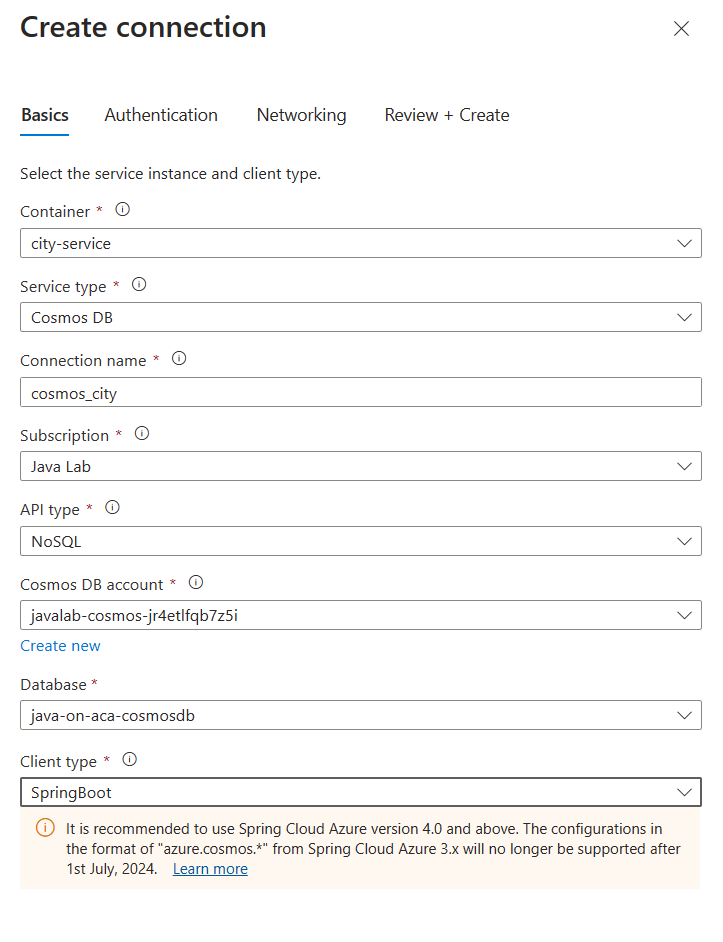 Create connection
Basics Authentication Networking Review + Create
Select the service instance and client type.
Container *
city-service
Service type *
Cosmos DB
Connection name *
cosmos_city
Subscription *
Java Lab
API type *
NoSQL
Cosmos DB account *
javalab-cosmos-jr4etlfqb7z5i
Create new
Database *
java-on-aca-cosmosdb
Client type *
SpringBoot
It is recommended to use Spring Cloud Azure version 4.0 and above. The configurations in
the format of "azure.cosmos.*" from Spring Cloud Azure 3.x will no longer be supported after
1st July, 2024. Learn more